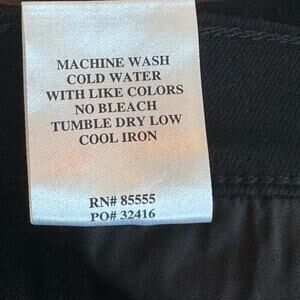 MACHINE WASH
COLD WATER
WITH LIKE COLORS
NO BLEACH
TUMBLE DRY LOW
COOL IRON
RN# 85555
PO# 32416